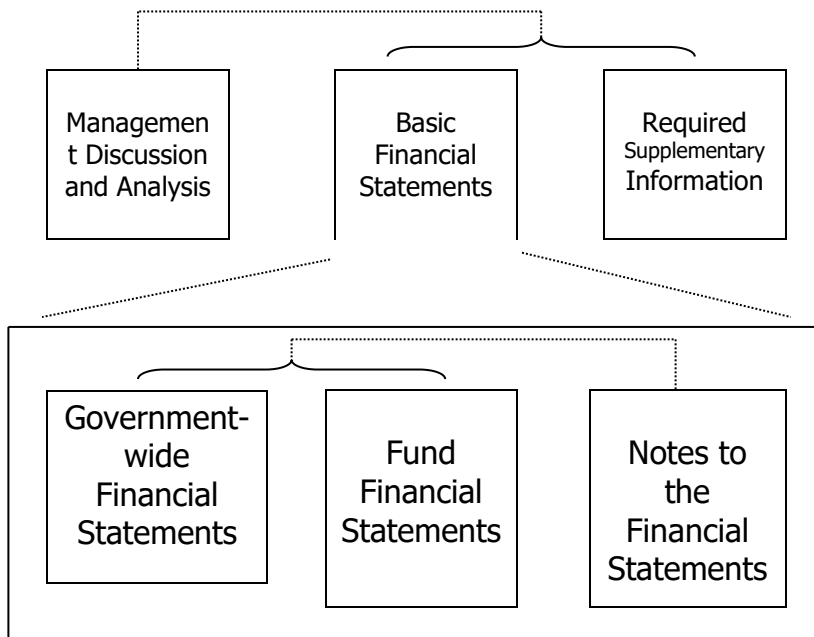 Managemen
t Discussion
and Analysis
Basic
Financial
Statements
Required
Supplementary
Information
Government-
wide
Financial
Statements
Fund
Financial
Statements
Notes to
the
Financial
Statements